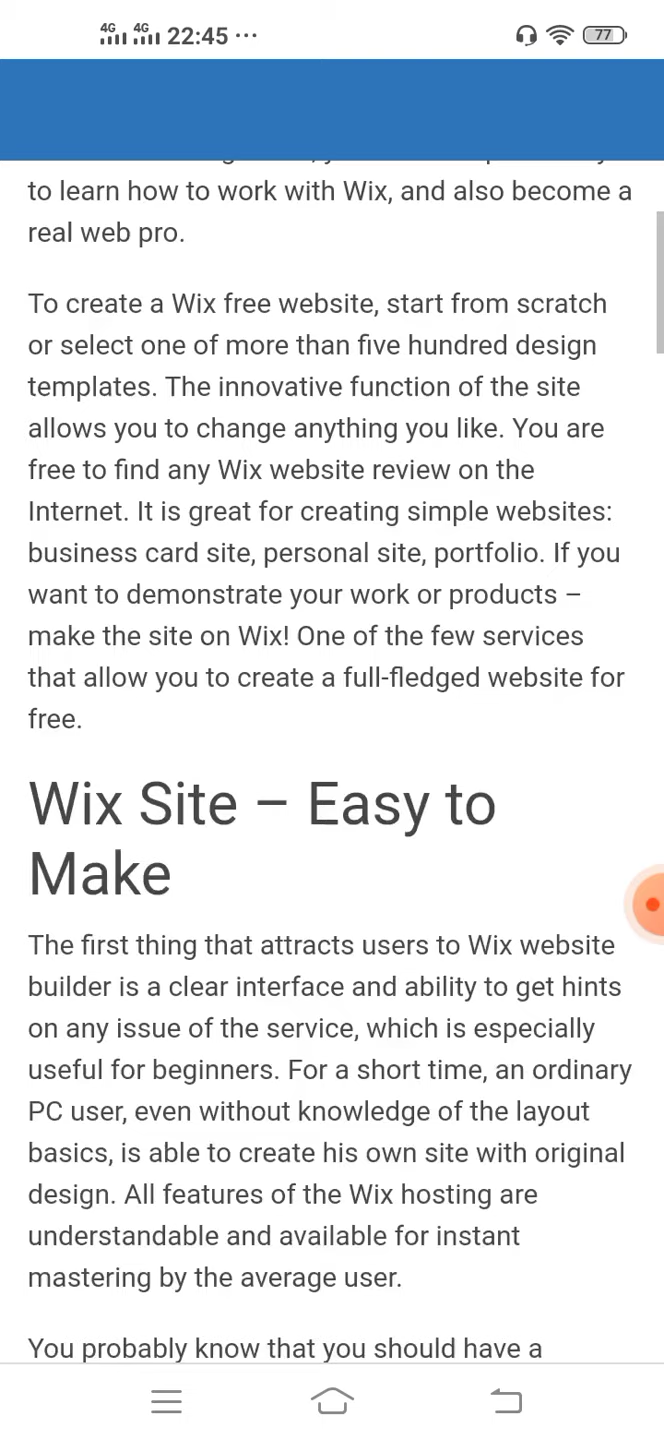 4G 4G 22:45 ··· 77
to learn how to work with Wix, and also become a
real web pro.
To create a Wix free website, start from scratch
or select one of more than five hundred design
templates. The innovative function of the site
allows you to change anything you like. You are
free to find any Wix website review on the
Internet. It is great for creating simple websites:
business card site, personal site, portfolio. If you
want to demonstrate your work or products –
make the site on Wix! One of the few services
that allow you to create a full-fledged website for
free.
Wix Site – Easy to
Make
The first thing that attracts users to Wix website
builder is a clear interface and ability to get hints
on any issue of the service, which is especially
useful for beginners. For a short time, an ordinary
PC user, even without knowledge of the layout
basics, is able to create his own site with original
design. All features of the Wix hosting are
understandable and available for instant
mastering by the average user.
You probably know that you should have a